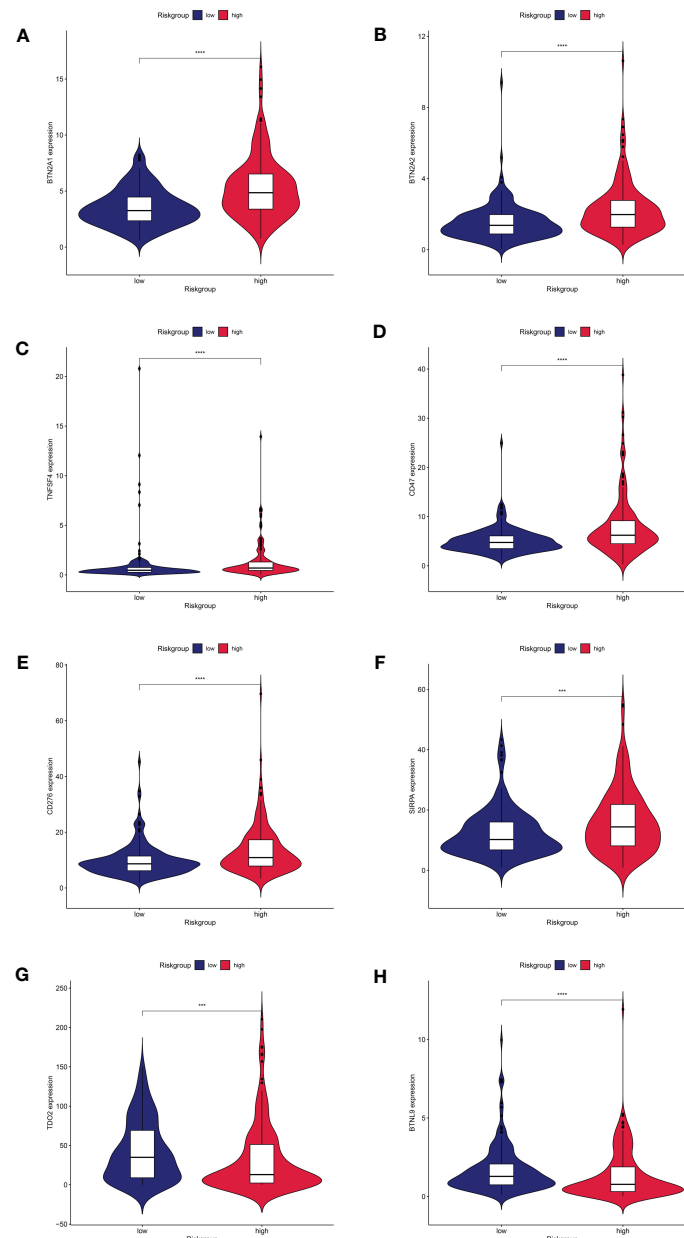 A
Riskgroup low high
****
15
10
5
0
BTN2A1 expression
low high
Riskgroup
B
Riskgroup low high
****
12
8
4
0
BTN2A2 expression
low high
Riskgroup
C
Riskgroup low high
****
20
15
10
5
0
TNFSF4 expression
low high
Riskgroup
D
Riskgroup low high
****
40
30
20
10
0
CD47 expression
low high
Riskgroup
E
Riskgroup low high
****
80
60
40
20
0
CD276 expression
low high
Riskgroup
F
Riskgroup low high
***
60
40
20
0
SIRPA expression
low high
Riskgroup
G
Riskgroup low high
***
250
200
150
100
50
0
−50
TDO2 expression
low high
Riskgroup
H
Riskgroup low high
****
10
5
0
BTNL9 expression
low high
Riskgroup